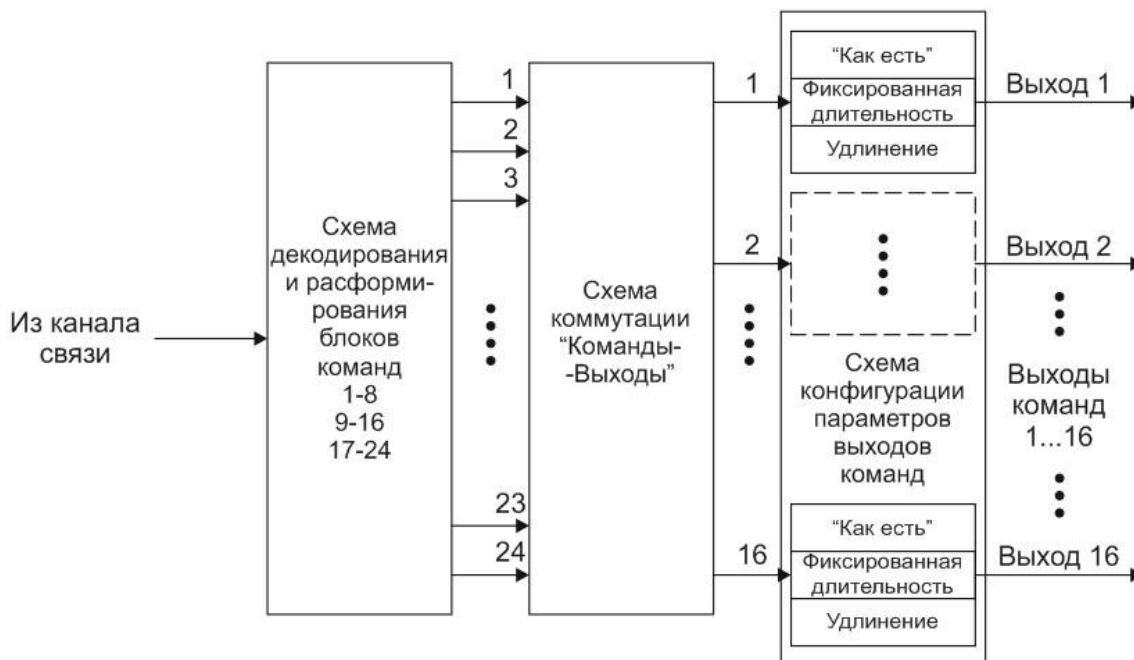 Из канала
связи
Схема
декодирования
и расформи-
рования
блоков
команд
1-8
9-16
17-24
1
2
3
23
24
Схема
коммутации
“Команды-
-Выходы”
1
2
16
“Как есть”
Фиксированная
длительность
Удлинение
Схема
конфигурации
параметров
выходов
команд
“Как есть”
Фиксированная
длительность
Удлинение
Выход 1
Выход 2
Выходы
команд
1...16
Выход 16